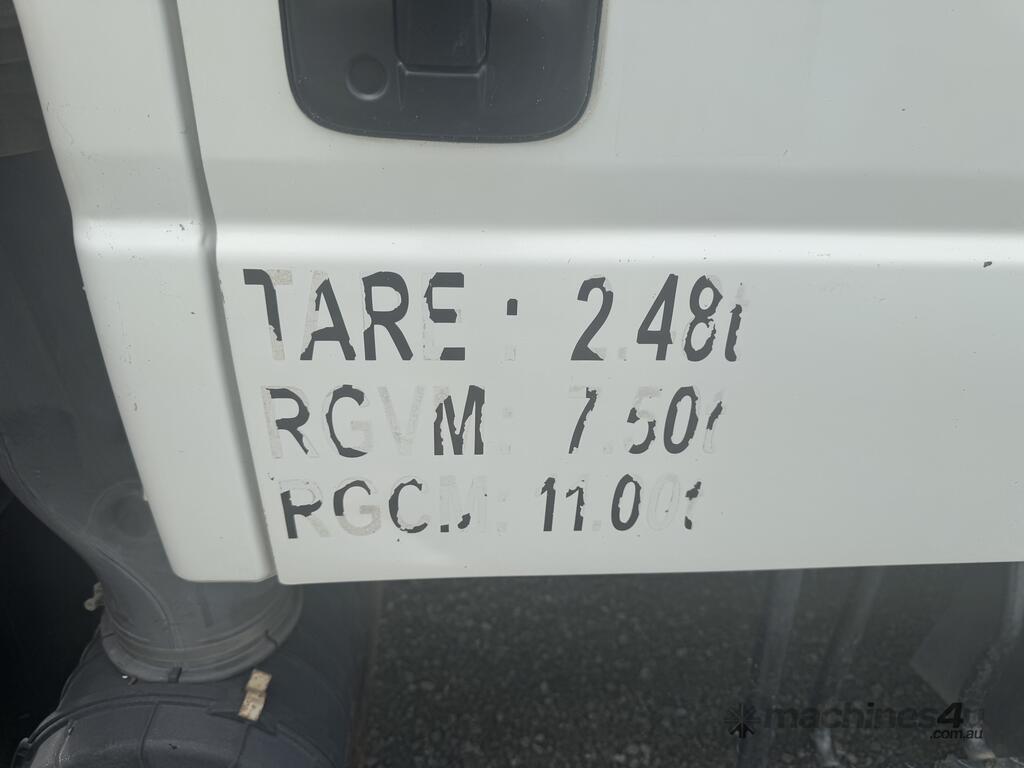 TARE : 2.48t
RGVM: 7.50t
RGCM: 11.00t
machines4u
.com.au